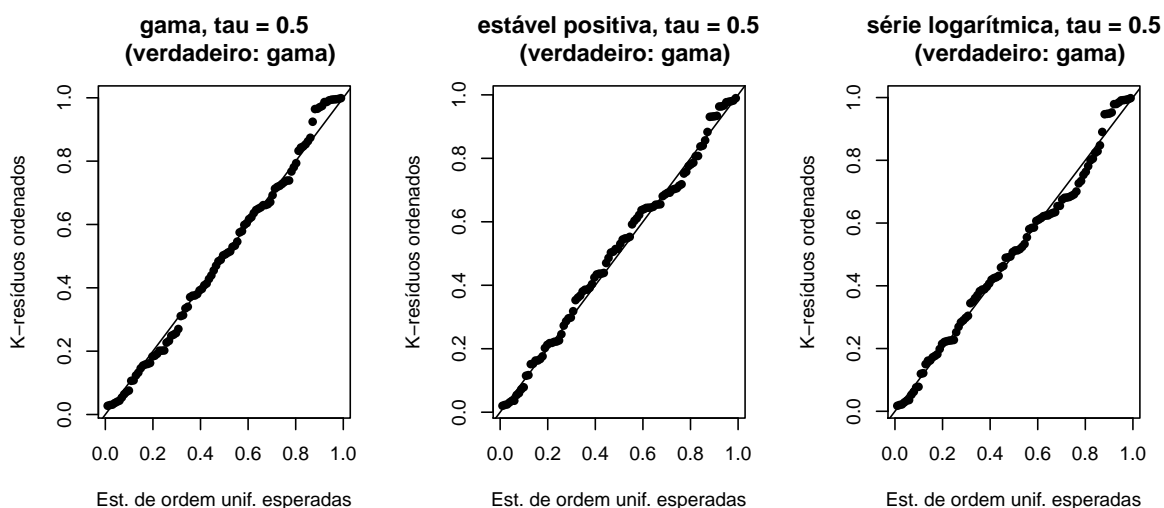 gama, tau = 0.5
(verdadeiro: gama)
K−resíduos ordenados
1.0
0.8
0.6
0.4
0.2
0.0
0.0 0.2 0.4 0.6 0.8 1.0
Est. de ordem unif. esperadas
estável positiva, tau = 0.5
(verdadeiro: gama)
K−resíduos ordenados
1.0
0.8
0.6
0.4
0.2
0.0
0.0 0.2 0.4 0.6 0.8 1.0
Est. de ordem unif. esperadas
série logarítmica, tau = 0.5
(verdadeiro: gama)
K−resíduos ordenados
1.0
0.8
0.6
0.4
0.2
0.0
0.0 0.2 0.4 0.6 0.8 1.0
Est. de ordem unif. esperadas